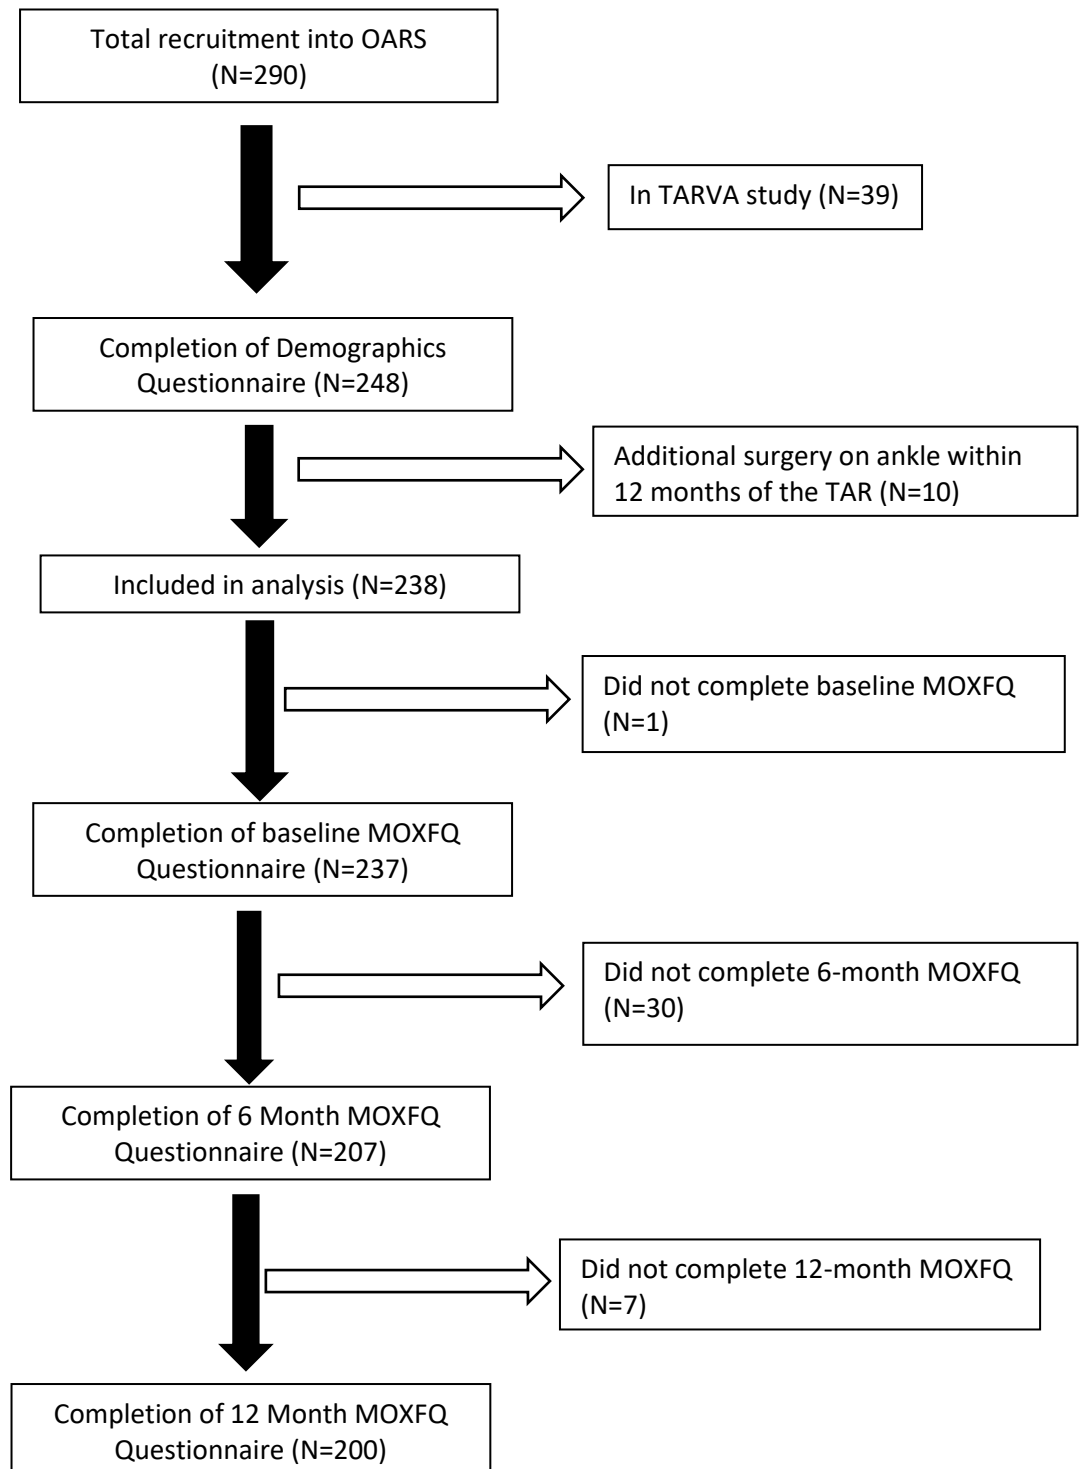 Total recruitment into OARS
(N=290)
In TARVA study (N=39)
Completion of Demographics
Questionnaire (N=248)
Additional surgery on ankle within
12 months of the TAR (N=10)
Included in analysis (N=238)
Did not complete baseline MOXFQ
(N=1)
Completion of baseline MOXFQ
Questionnaire (N=237)
Did not complete 6-month MOXFQ
(N=30)
Completion of 6 Month MOXFQ
Questionnaire (N=207)
Did not complete 12-month MOXFQ
(N=7)
Completion of 12 Month MOXFQ
Questionnaire (N=200)